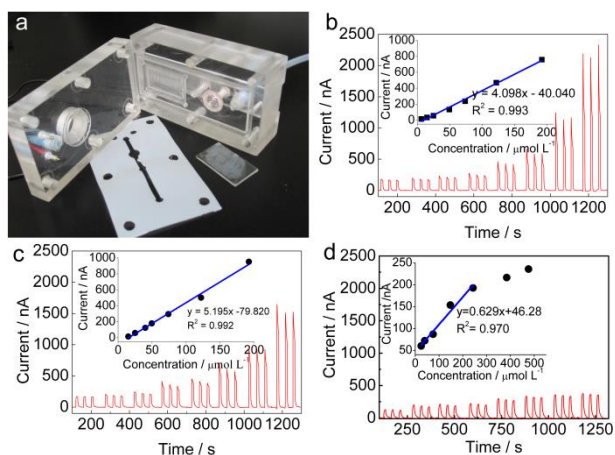 a
b
Current / nA
2500
2000
1500
1000
500
0
1000
800
600
400
200
0
Current / nA
y = 4.098x - 40.040
R² = 0.993
0 50 100 150 200
Concentration / μmol L⁻¹
200 400 600 800 1000 1200
Time / s
c
Current / nA
2500
2000
1500
1000
500
0
1000
800
600
400
200
0
Current / nA
y = 5.195x -79.820
R² = 0.992
0 50 100 150 200
Concentration / μmol L⁻¹
200 400 600 800 1000 1200
Time / s
d
Current / nA
2500
2000
1500
1000
500
0
250
200
150
100
50
Current /nA
y=0.629x+46.28
R²= 0.970
0 100 200 300 400 500
Concentration / μmol L⁻¹
250 500 750 1000 1250
Time / s